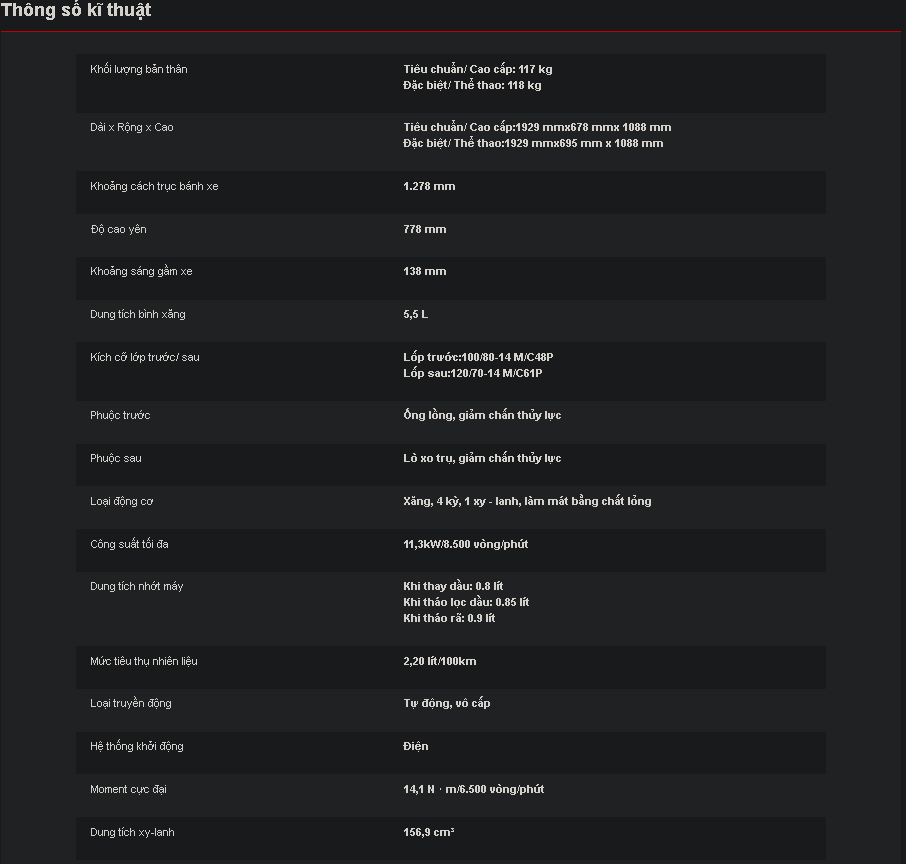 Thông số kĩ thuật
Khối lượng bản thân
Tiêu chuẩn/ Cao cấp: 117 kg
Đặc biệt/ Thể thao: 118 kg
Dài x Rộng x Cao
Tiêu chuẩn/ Cao cấp:1929 mmx678 mmx 1088 mm
Đặc biệt/ Thể thao:1929 mmx695 mm x 1088 mm
Khoảng cách trục bánh xe
1.278 mm
Độ cao yên
778 mm
Khoảng sáng gầm xe
138 mm
Dung tích bình xăng
5,5 L
Kích cỡ lớp trước/ sau
Lốp trước:100/80-14 M/C48P
Lốp sau:120/70-14 M/C61P
Phuộc trước
Ống lồng, giảm chấn thủy lực
Phuộc sau
Lò xo trụ, giảm chấn thủy lực
Loại động cơ
Xăng, 4 kỳ, 1 xy - lanh, làm mát bằng chất lỏng
Công suất tối đa
11,3kW/8.500 vòng/phút
Dung tích nhớt máy
Khi thay dầu: 0.8 lít
Khi tháo lọc dầu: 0.85 lít
Khi tháo rã: 0.9 lít
Mức tiêu thụ nhiên liệu
2,20 lít/100km
Loại truyền động
Tự động, vô cấp
Hệ thống khởi động
Điện
Moment cực đại
14,1 N · m/6.500 vòng/phút
Dung tích xy-lanh
156,9 cm³